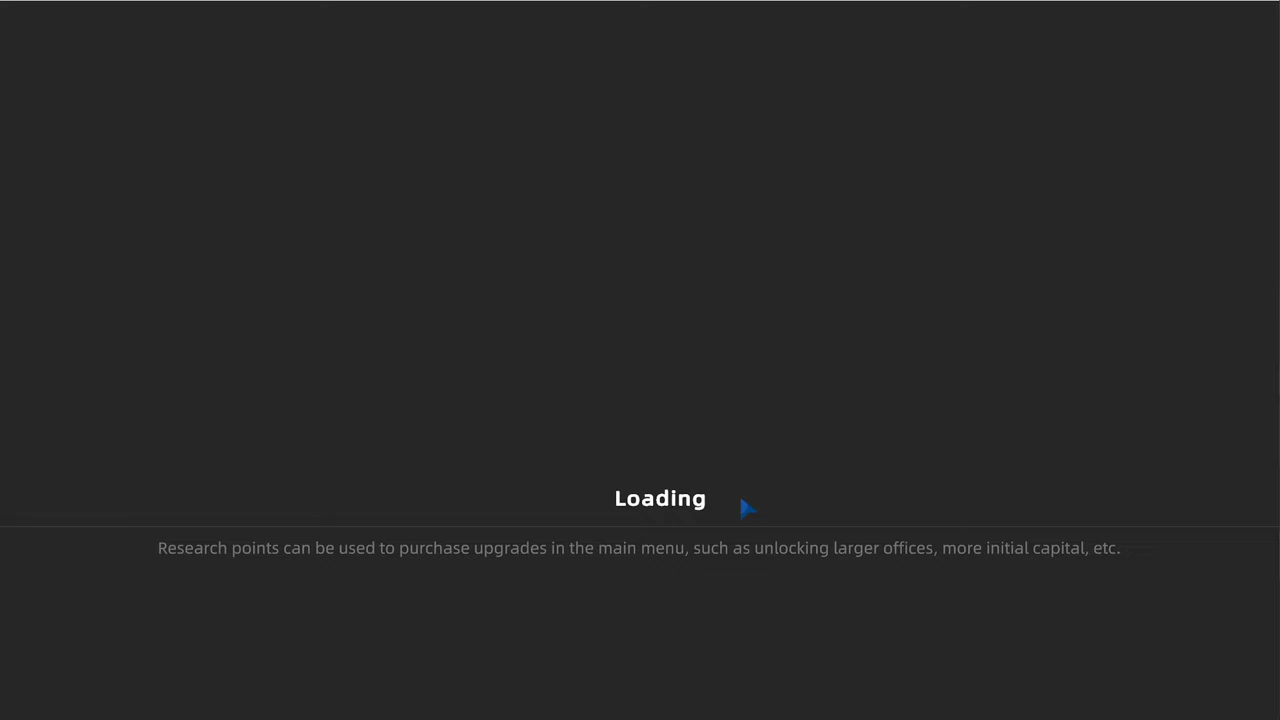 Loading
Research points can be used to purchase upgrades in the main menu, such as unlocking larger offices, more initial capital, etc.